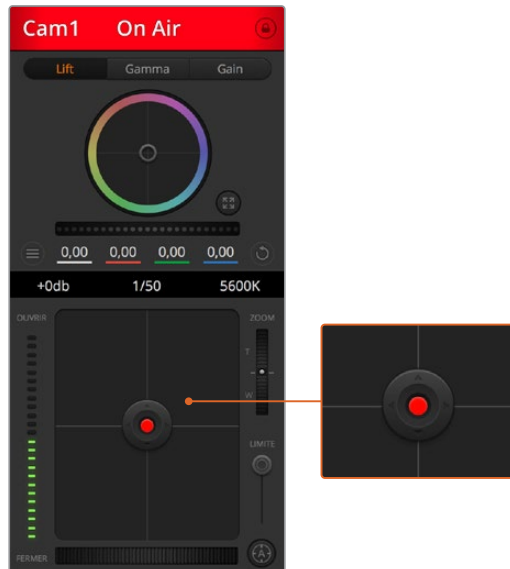 Cam1 On Air
Lift Gamma Gain
0,00 0,00 0,00 0,00
+0db 1/50 5600K
OUVRIR ZOOM
T
W
LIMITE
FERMER A